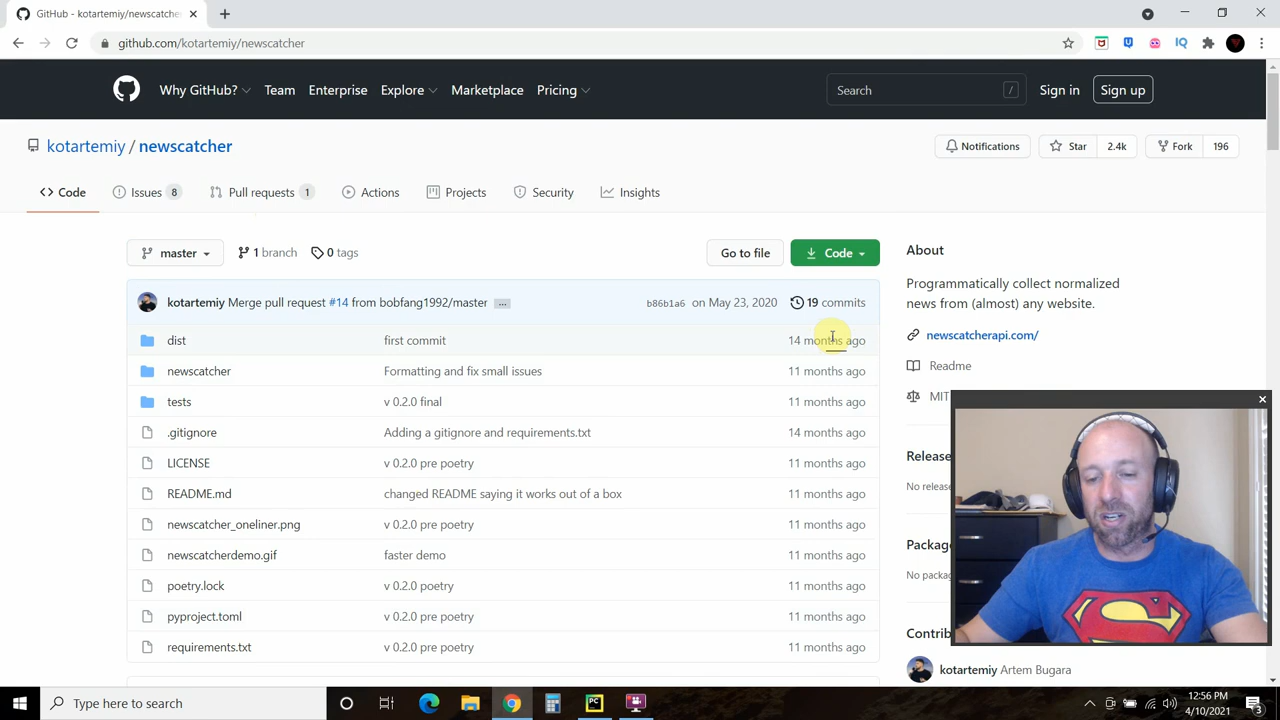 GitHub - kotartemiy/newscatche
github.com/kotartemiy/newscatcher
Why GitHub? Team Enterprise Explore Marketplace Pricing Search / Sign in Sign up
kotartemiy / newscatcher Notifications Star 2.4k Fork 196
Code Issues 8 Pull requests 1 Actions Projects Security Insights
master 1 branch 0 tags Go to file Code
kotartemiy Merge pull request #14 from bobfang1992/master ... b86b1a6 on May 23, 2020 19 commits
dist first commit 14 months ago
newscatcher Formatting and fix small issues 11 months ago
tests v 0.2.0 final 11 months ago
.gitignore Adding a gitignore and requirements.txt 14 months ago
LICENSE v 0.2.0 pre poetry 11 months ago
README.md changed README saying it works out of a box 11 months ago
newscatcher_oneliner.png v 0.2.0 pre poetry 11 months ago
newscatcherdemo.gif faster demo 11 months ago
poetry.lock v 0.2.0 poetry 11 months ago
pyproject.toml v 0.2.0 pre poetry 11 months ago
requirements.txt v 0.2.0 pre poetry 11 months ago
About
Programmatically collect normalized
news from (almost) any website.
newscatcherapi.com/
Readme
MIT
Release
No releas
Packag
No packag
Contrib
kotartemiy Artem Bugara
Type here to search
12:56 PM
4/10/2021
3